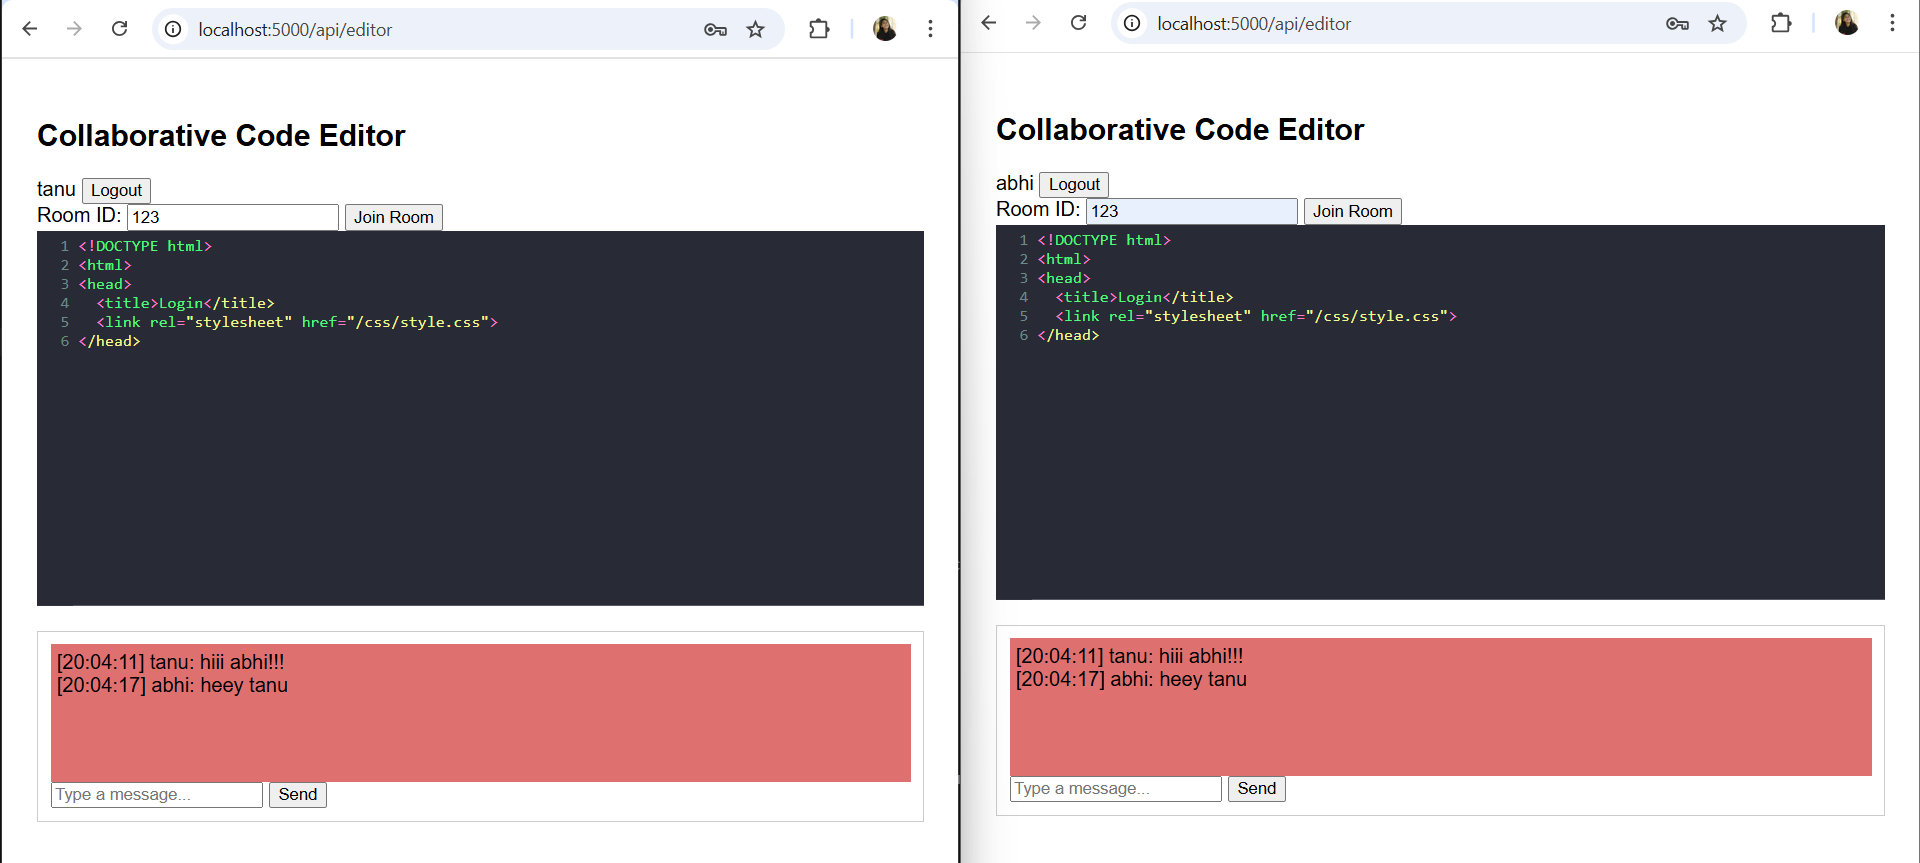 localhost:5000/api/editor
Collaborative Code Editor
tanu Logout
Room ID: 123 Join Room
1 <!DOCTYPE html>
2 <html>
3 <head>
4   <title>Login</title>
5   <link rel="stylesheet" href="/css/style.css">
6 </head>
[20:04:11] tanu: hiii abhi!!!
[20:04:17] abhi: heey tanu
Type a message... Send
localhost:5000/api/editor
Collaborative Code Editor
abhi Logout
Room ID: 123 Join Room
1 <!DOCTYPE html>
2 <html>
3 <head>
4   <title>Login</title>
5   <link rel="stylesheet" href="/css/style.css">
6 </head>
[20:04:11] tanu: hiii abhi!!!
[20:04:17] abhi: heey tanu
Type a message... Send